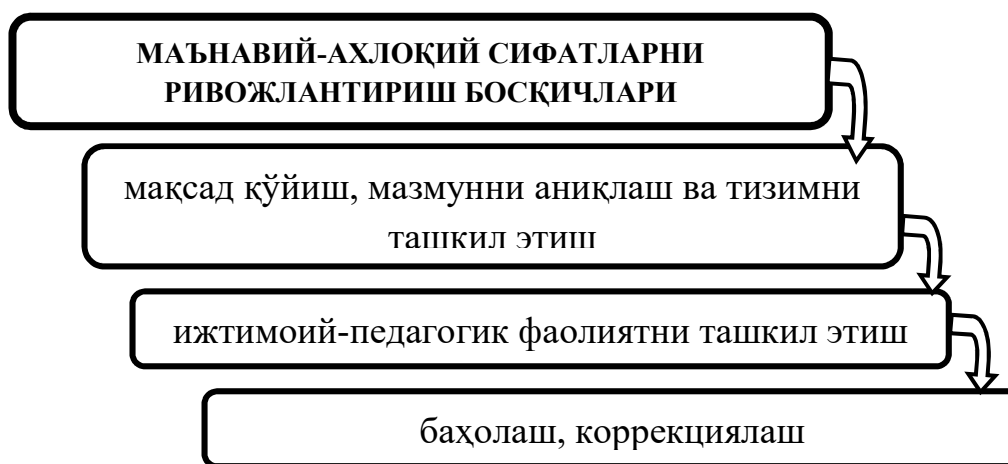 МАЪНАВИЙ-АХЛОҚИЙ СИФАТЛАРНИ
РИВОЖЛАНТИРИШ БОСҚИЧЛАРИ
мақсад қўйиш, мазмунни аниқлаш ва тизимни
ташкил этиш
ижтимоий-педагогик фаолиятни ташкил этиш
баҳолаш, коррекциялаш